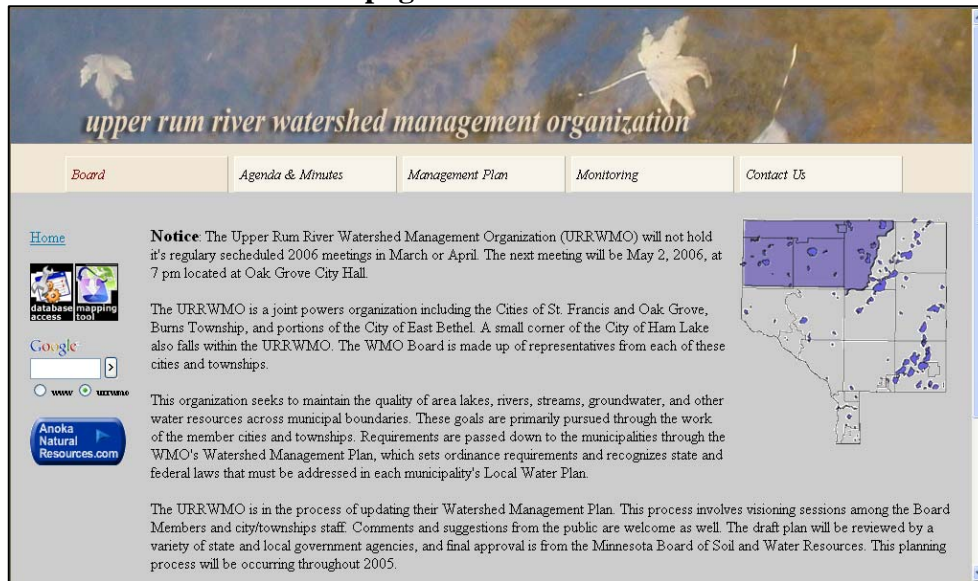 upper rum river watershed management organization
Board
Agenda & Minutes
Management Plan
Monitoring
Contact Us
Home
database access
mapping tool
Google
www
urrwmo
Anoka
Natural
Resources.com
Notice: The Upper Rum River Watershed Management Organization (URRWMO) will not hold
it's regulary secheduled 2006 meetings in March or April. The next meeting will be May 2, 2006, at
7 pm located at Oak Grove City Hall.
The URRWMO is a joint powers organization including the Cities of St. Francis and Oak Grove,
Burns Township, and portions of the City of East Bethel. A small corner of the City of Ham Lake
also falls within the URRWMO. The WMO Board is made up of representatives from each of these
cities and townships.
This organization seeks to maintain the quality of area lakes, rivers, streams, groundwater, and other
water resources across municipal boundaries. These goals are primarily pursued through the work
of the member cities and townships. Requirements are passed down to the municipalities through the
WMO's Watershed Management Plan, which sets ordinance requirements and recognizes state and
federal laws that must be addressed in each municipality's Local Water Plan.
The URRWMO is in the process of updating their Watershed Management Plan. This process involves visioning sessions among the Board
Members and city/townships staff. Comments and suggestions from the public are welcome as well. The draft plan will be reviewed by a
variety of state and local government agencies, and final approval is from the Minnesota Board of Soil and Water Resources. This planning
process will be occurring throughout 2005.